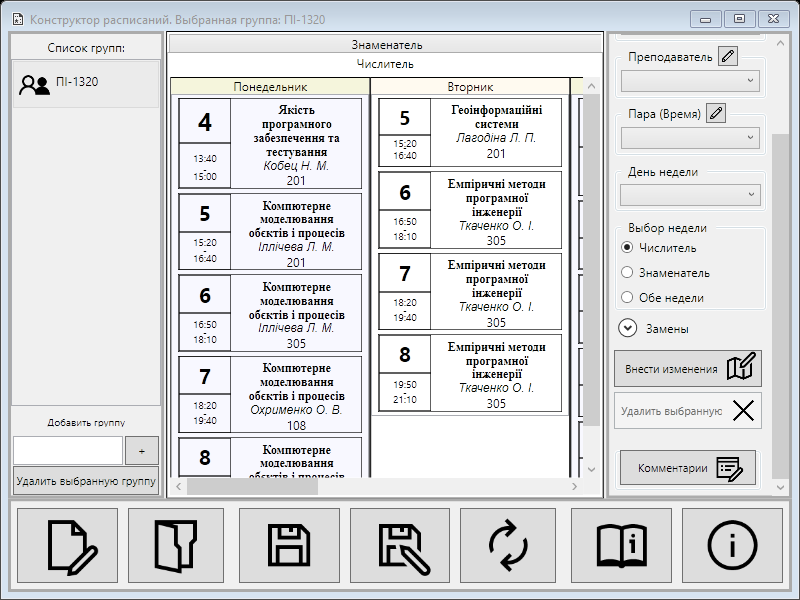 Конструктор расписаний. Выбранная группа: ПІ-1320
Список групп:
ПІ-1320
Добавить группу
+
Удалить выбранную группу
Знаменатель
Числитель
Понедельник
4
13:40
-
15:00
Якість
програмного
забезпечення та
тестування
Кобец Н. М.
201
5
15:20
-
16:40
Компютерне
моделювання
обєктів і процесів
Іллічева Л. М.
201
6
16:50
-
18:10
Компютерне
моделювання
обєктів і процесів
Іллічева Л. М.
305
7
18:20
-
19:40
Компютерне
моделювання
обєктів і процесів
Охрименко О. В.
108
8
Компютерне
моделювання
обєктів і процесів
Вторник
5
15:20
-
16:40
Геоінформаційні
системи
Лагодіна Л. П.
201
6
16:50
-
18:10
Емпіричні методи
програмної
інженерії
Ткаченко О. І.
305
7
18:20
-
19:40
Емпіричні методи
програмної
інженерії
Ткаченко О. І.
305
8
19:50
-
21:10
Емпіричні методи
програмної
інженерії
Ткаченко О. І.
305
Преподаватель
Пара (Время)
День недели
Выбор недели
Числитель
Знаменатель
Обе недели
Замены
Внести изменения
Удалить выбранную
Комментарии